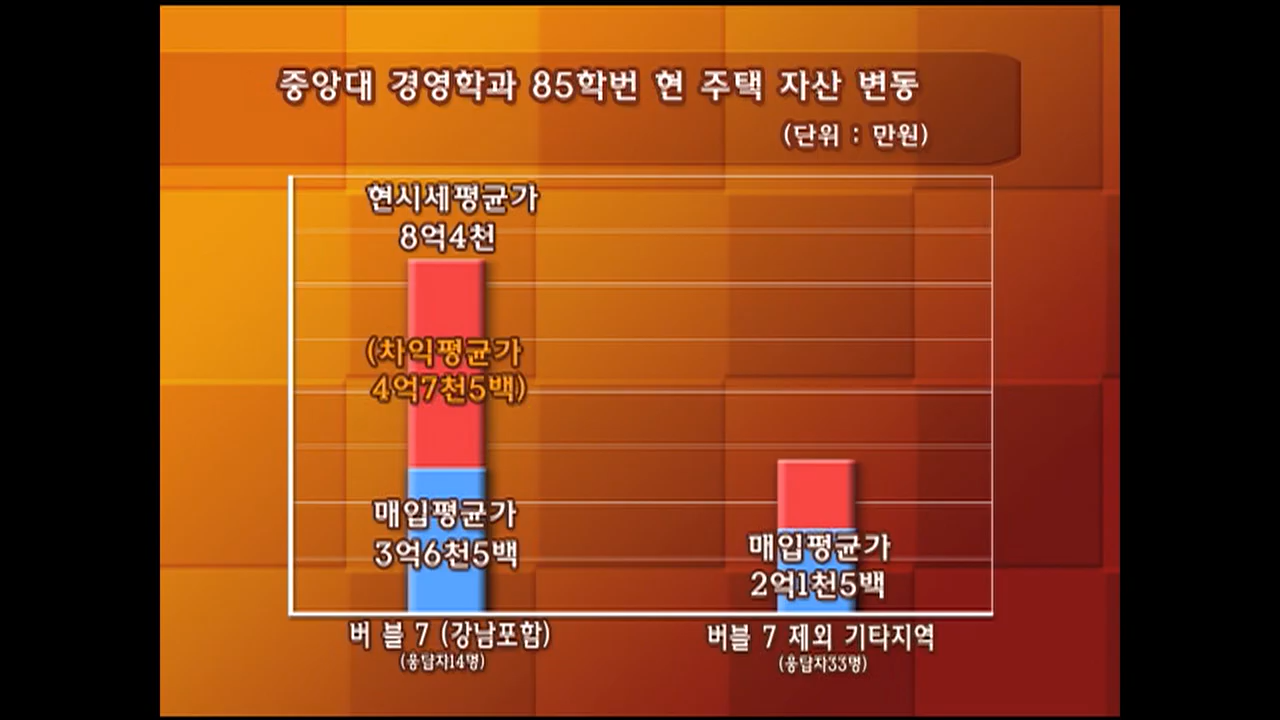 중앙대 경영학과 85학번 현 주택 자산 변동
(단위 : 만원)
현시세평균가
8억4천
(차익평균가
4억7천5백)
매입평균가
3억6천5백
매입평균가
2억1천5백
버블 7 (강남포함)
(응답자14명)
버블 7 제외 기타지역
(응답자33명)